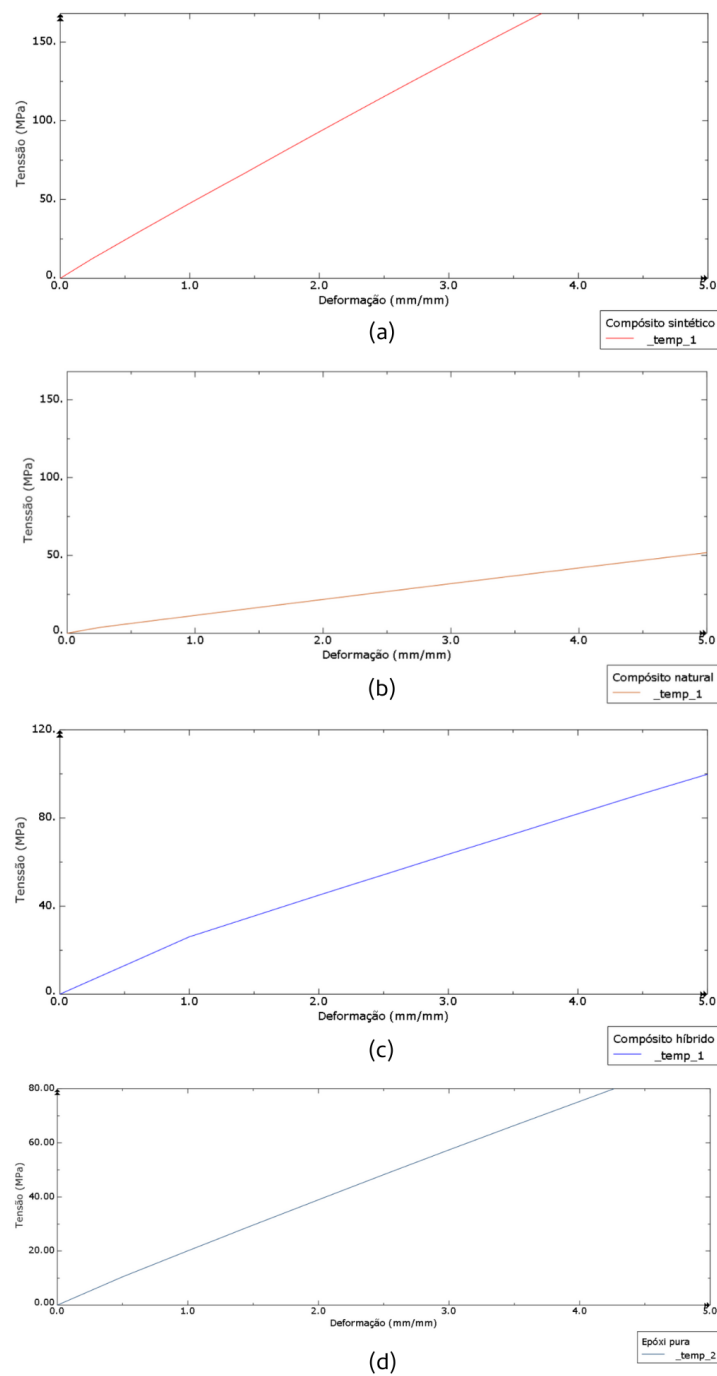 150.
100.
50.
0.
Tenssão (MPa)
0.0 1.0 2.0 3.0 4.0 5.0
Deformação (mm/mm)
Compósito sintético
_temp_1
(a)
150.
100.
50.
0.
Tenssão (MPa)
0.0 1.0 2.0 3.0 4.0 5.0
Deformação (mm/mm)
Compósito natural
_temp_1
(b)
120.
80.
40.
0.
Tenssão (MPa)
0.0 1.0 2.0 3.0 4.0 5.0
Deformação (mm/mm)
Compósito híbrido
_temp_1
(c)
80.00
60.00
40.00
20.00
0.00
Tensão (MPa)
0.0 1.0 2.0 3.0 4.0 5.0
Deformação (mm/mm)
Epóxi pura
_temp_2
(d)